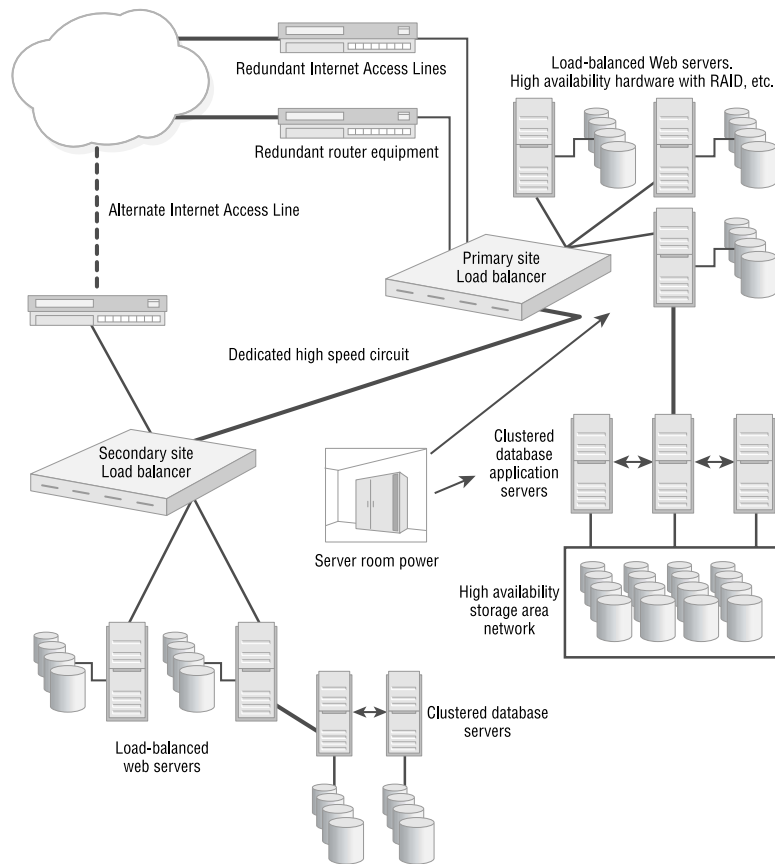 Redundant Internet Access Lines
Load-balanced Web servers.
High availability hardware with RAID, etc.
Redundant router equipment
Alternate Internet Access Line
Primary site
Load balancer
Dedicated high speed circuit
Secondary site
Load balancer
Clustered
database
application
servers
Server room power
High availability
storage area
network
Load-balanced
web servers
Clustered database
servers